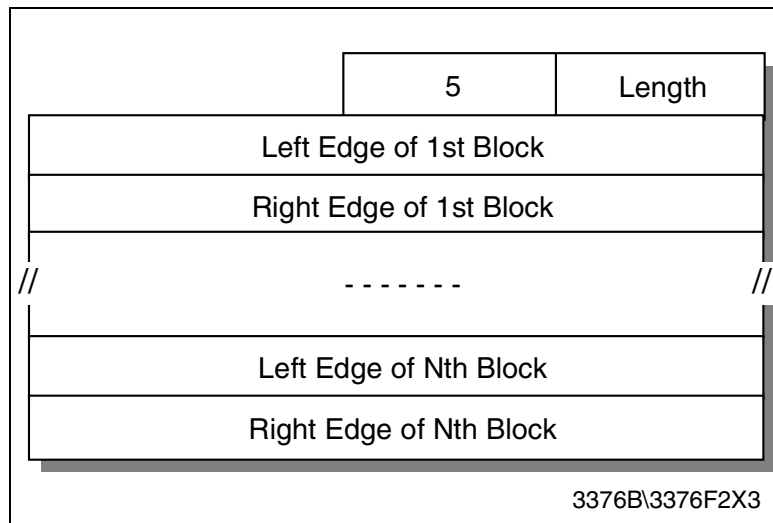 5 Length
Left Edge of 1st Block
Right Edge of 1st Block
// - - - - - - - //
Left Edge of Nth Block
Right Edge of Nth Block
3376B\3376F2X3